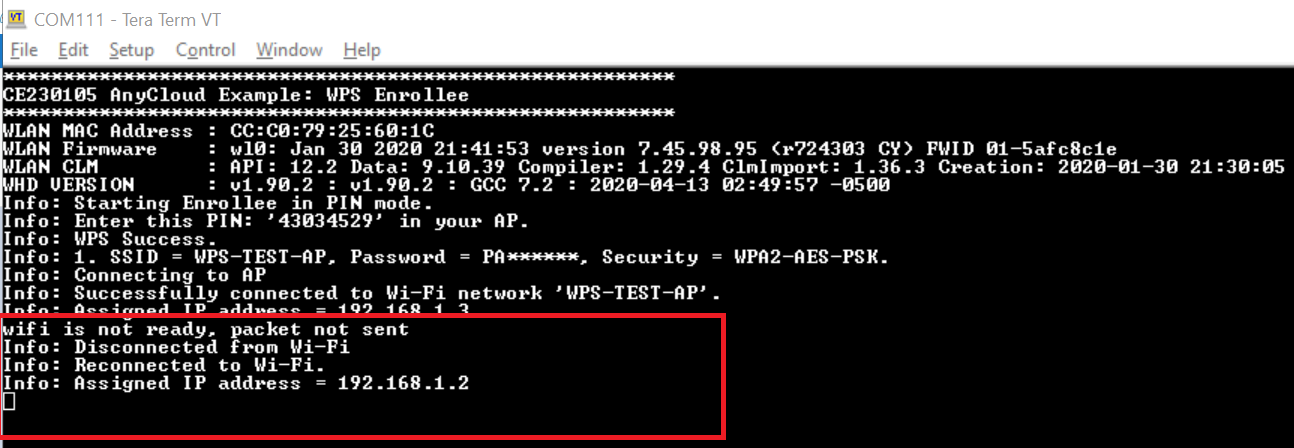 VT COM111 - Tera Term VT
File Edit Setup Control Window Help
********************************************************
CE230105 AnyCloud Example: WPS Enrollee
********************************************************
WLAN MAC Address : CC:C0:79:25:60:1C
WLAN Firmware : wl0: Jan 30 2020 21:41:53 version 7.45.98.95 (r724303 CY) FWID 01-5afc8c1e
WLAN CLM : API: 12.2 Data: 9.10.39 Compiler: 1.29.4 ClmImport: 1.36.3 Creation: 2020-01-30 21:30:05
WHD VERSION : v1.90.2 : v1.90.2 : GCC 7.2 : 2020-04-13 02:49:57 -0500
Info: Starting Enrollee in PIN mode.
Info: Enter this PIN: '43034529' in your AP.
Info: WPS Success.
Info: 1. SSID = WPS-TEST-AP, Password = PA******, Security = WPA2-AES-PSK.
Info: Connecting to AP
Info: Successfully connected to Wi-Fi network 'WPS-TEST-AP'.
Info: Assigned IP address = 192.168.1.3
wifi is not ready, packet not sent
Info: Disconnected from Wi-Fi
Info: Reconnected to Wi-Fi.
Info: Assigned IP address = 192.168.1.2